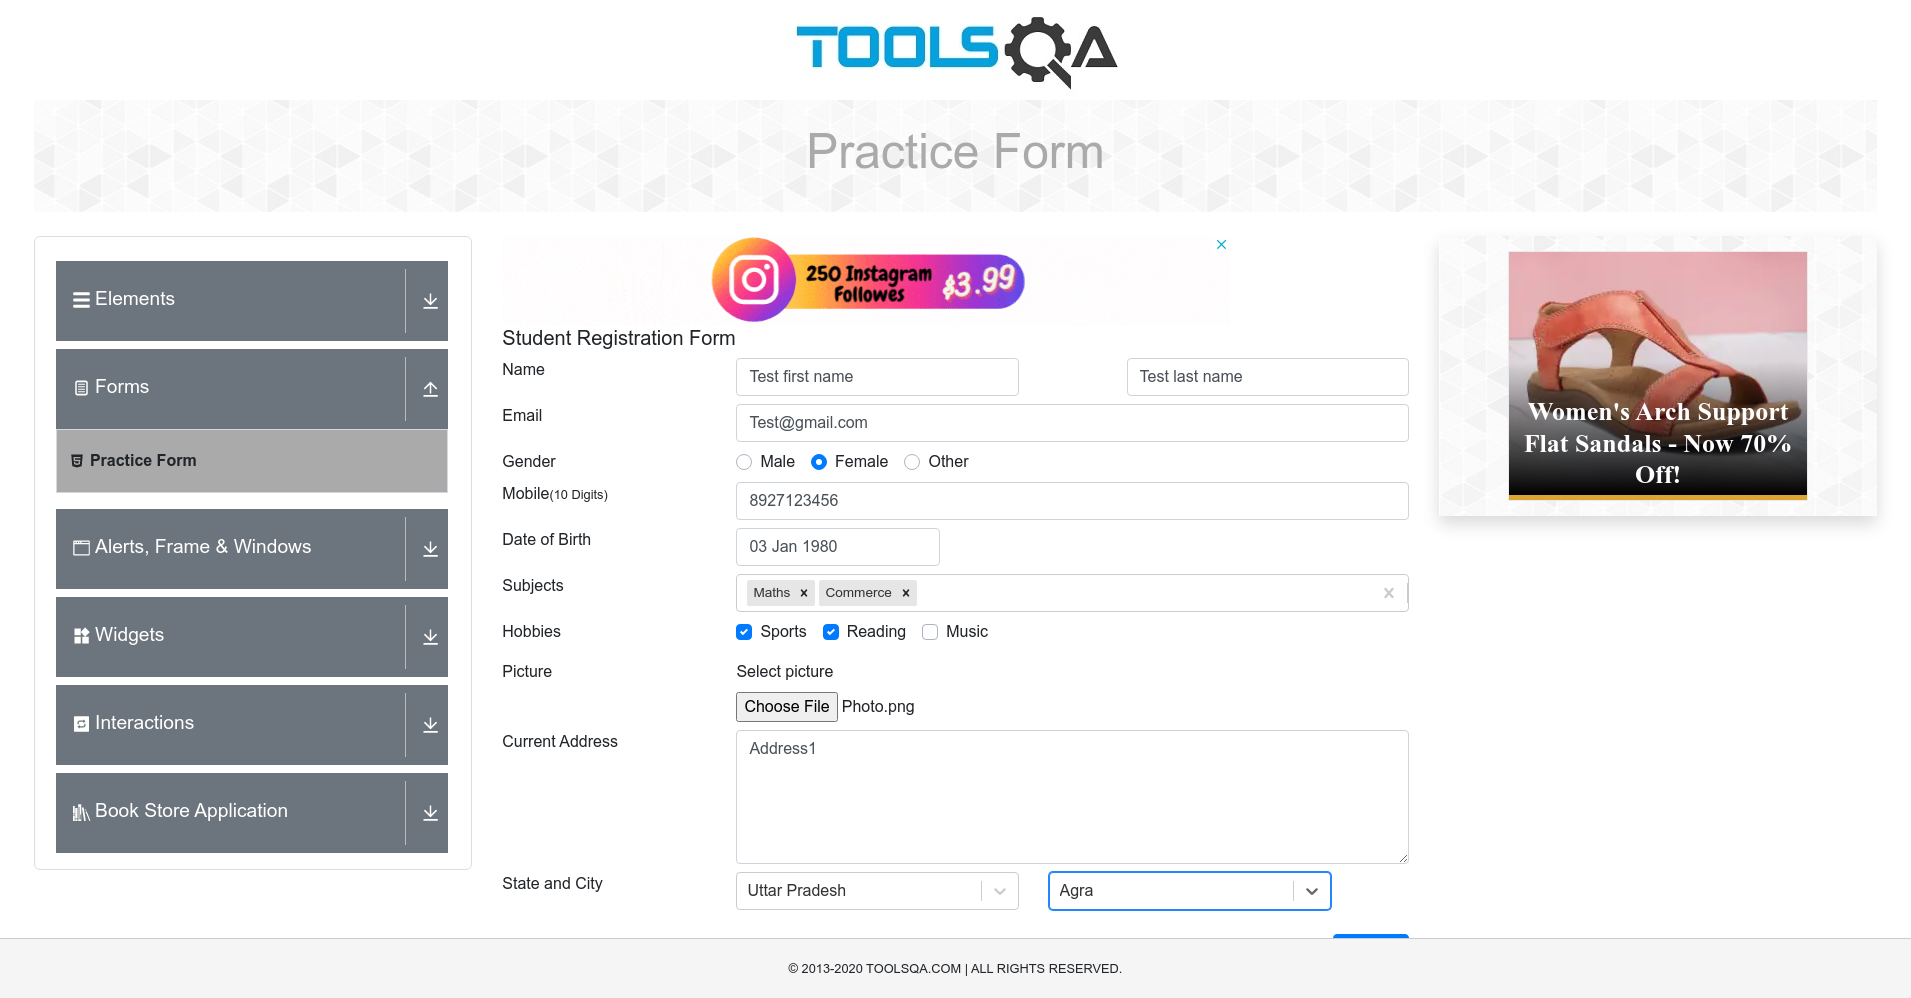 TOOLSQA
Practice Form
Elements
Forms
Practice Form
Alerts, Frame & Windows
Widgets
Interactions
Book Store Application
250 Instagram
Followes
$3.99
Student Registration Form
Name
Test first name
Test last name
Email
Test@gmail.com
Gender
Male
Female
Other
Mobile(10 Digits)
8927123456
Date of Birth
03 Jan 1980
Subjects
Maths
Commerce
Hobbies
Sports
Reading
Music
Picture
Select picture
Choose File Photo.png
Current Address
Address1
State and City
Uttar Pradesh
Agra
Women's Arch Support
Flat Sandals - Now 70%
Off!
© 2013-2020 TOOLSQA.COM | ALL RIGHTS RESERVED.